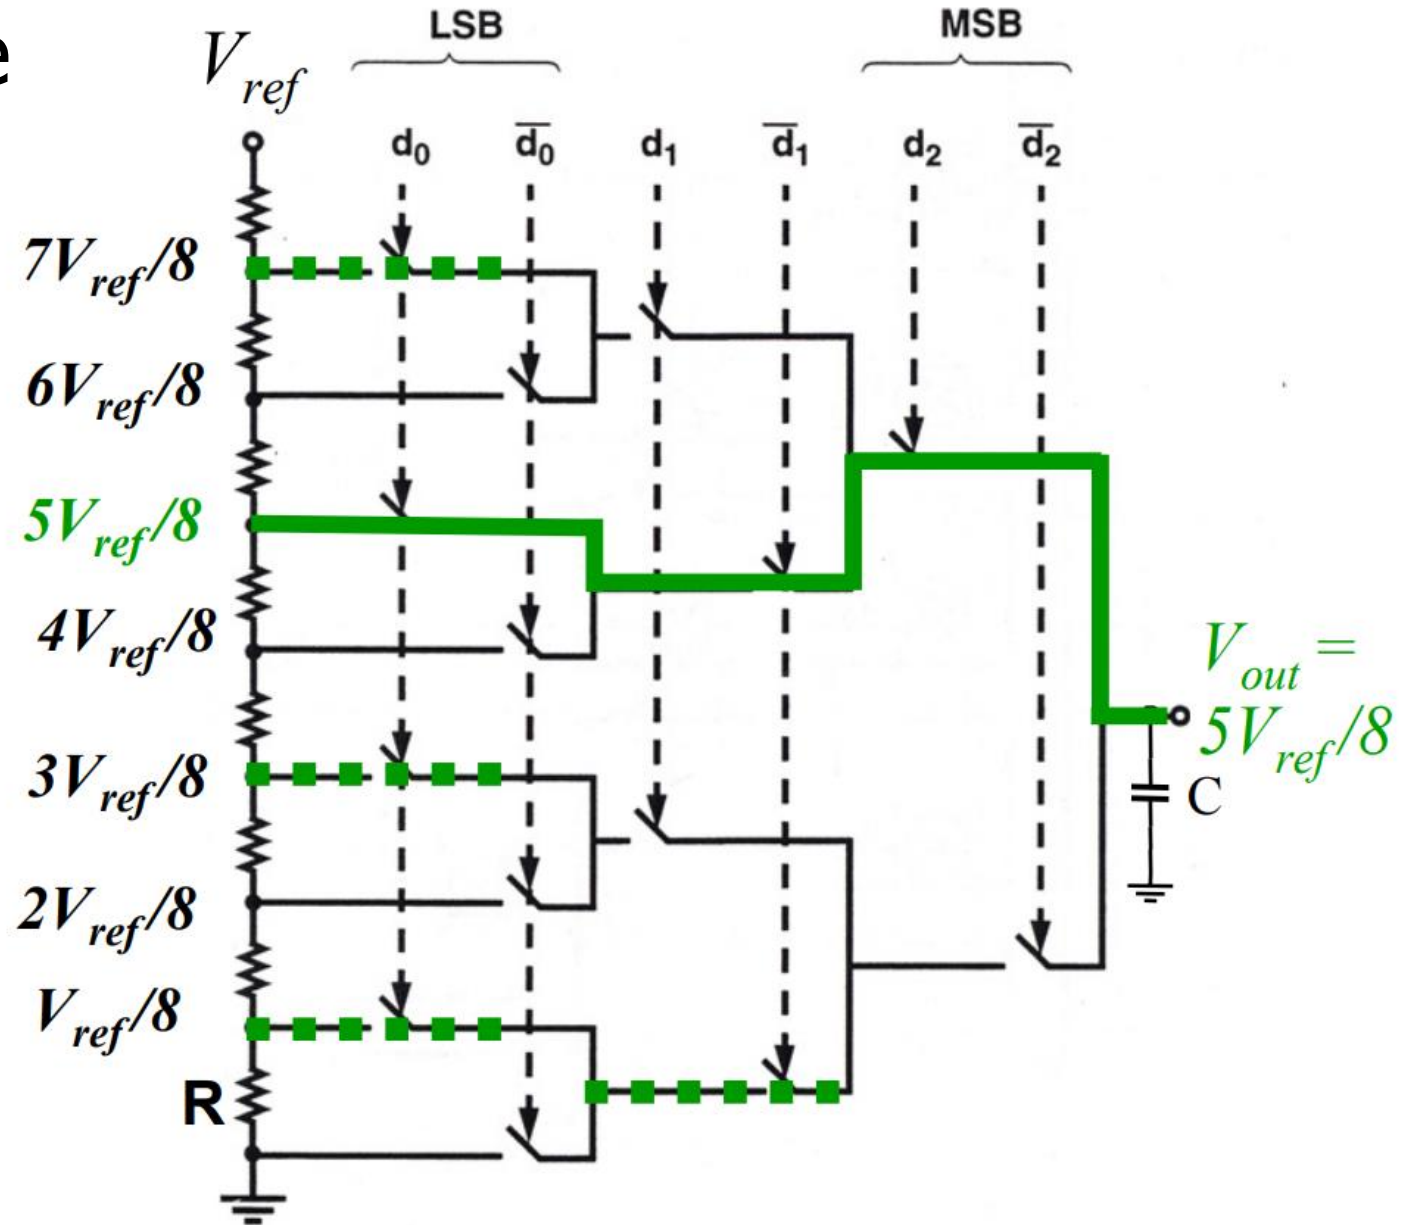 e
V_ref
LSB
MSB
d₀ d̅₀ d₁ d̅₁ d₂ d̅₂
7V_ref/8
6V_ref/8
5V_ref/8
4V_ref/8
3V_ref/8
2V_ref/8
V_ref/8
R
V_out =
5V_ref/8
C